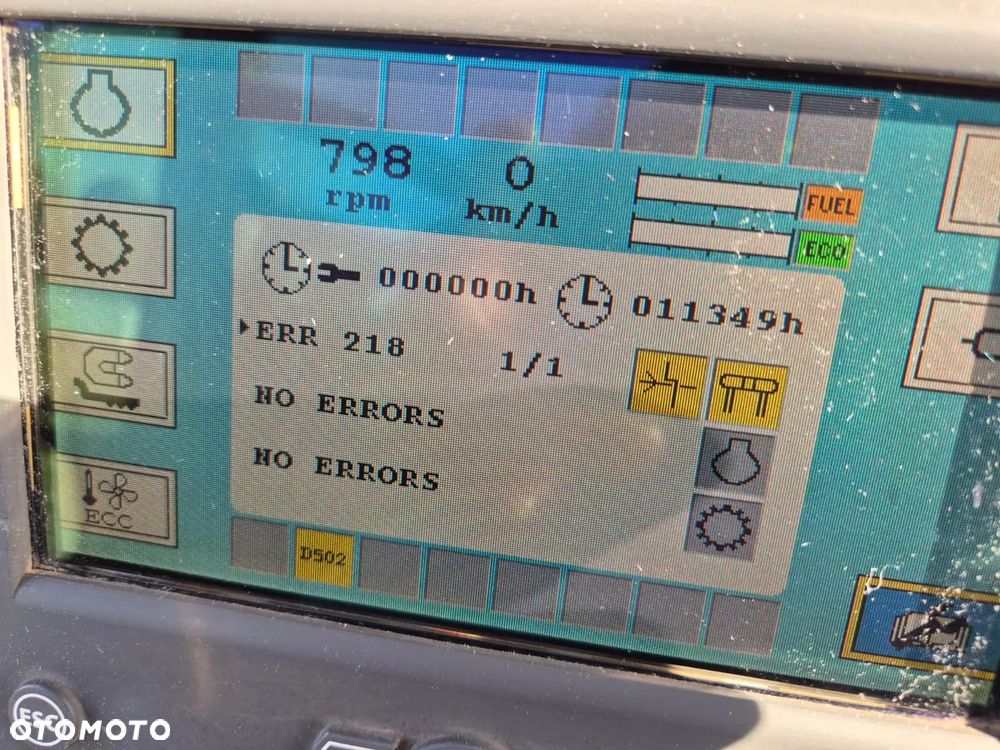 798
rpm
0
km/h
FUEL
ECO
000000h
011349h
ERR 218
1/1
NO ERRORS
NO ERRORS
ECC
D502
ESC
OTOMOTO